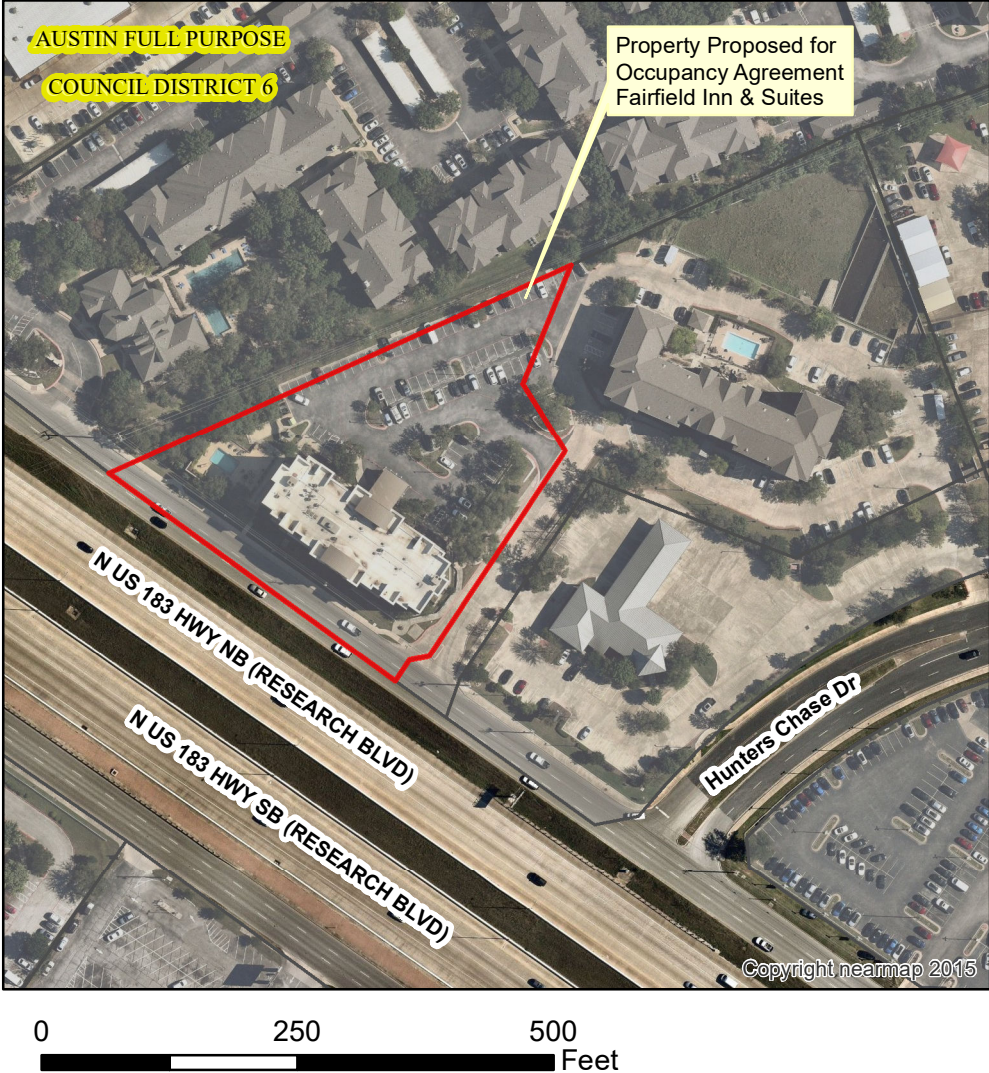 AUSTIN FULL PURPOSE
COUNCIL DISTRICT 6
Property Proposed for
Occupancy Agreement
Fairfield Inn & Suites
N US 183 HWY NB (RESEARCH BLVD)
N US 183 HWY SB (RESEARCH BLVD)
Hunters Chase Dr
Copyright nearmap 2015
0 250 500
Feet